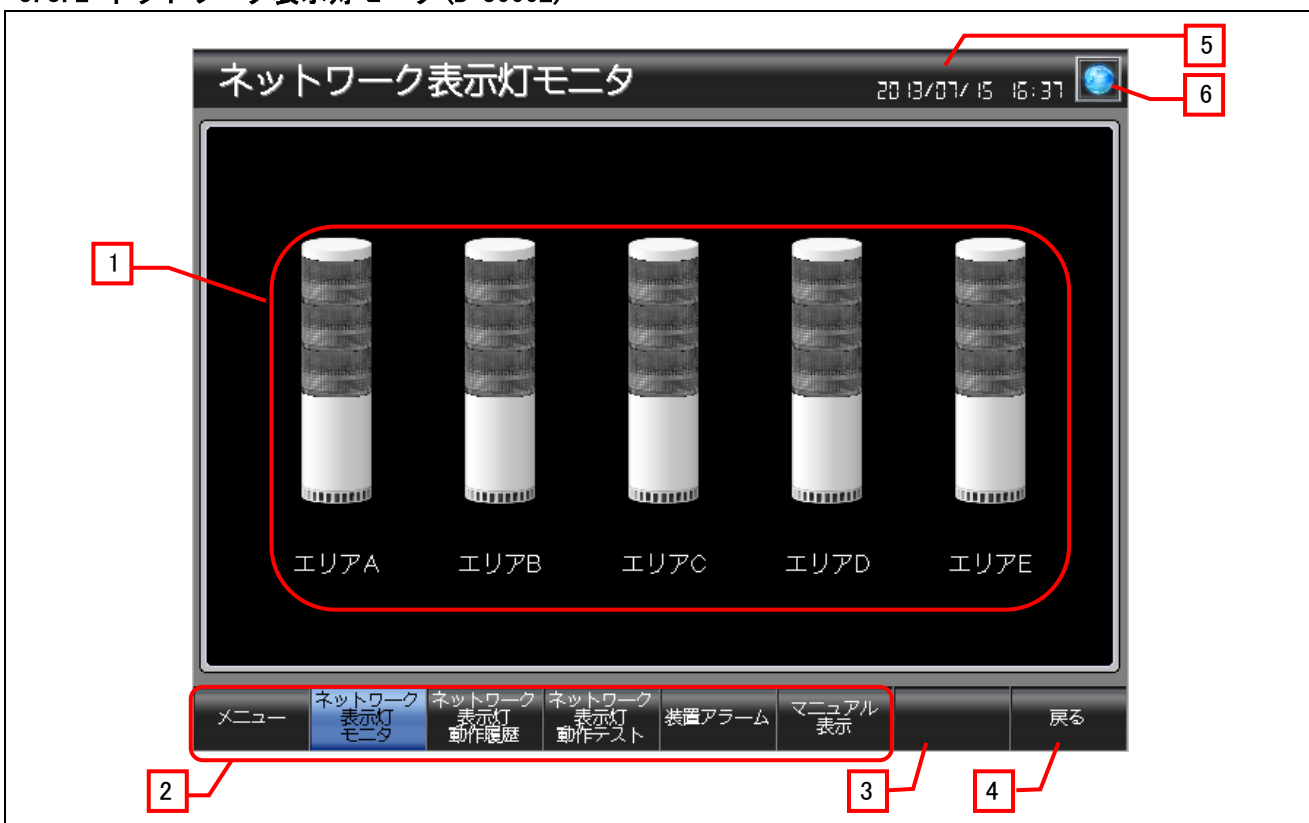 ネットワーク表示灯モニタ
2013/07/15 16:37
5
6
1
エリアA
エリアB
エリアC
エリアD
エリアE
メニュー
ネットワーク
表示灯
モニタ
ネットワーク
表示灯
動作履歴
ネットワーク
表示灯
動作テスト
装置アラーム
マニュアル
表示
戻る
2
3
4